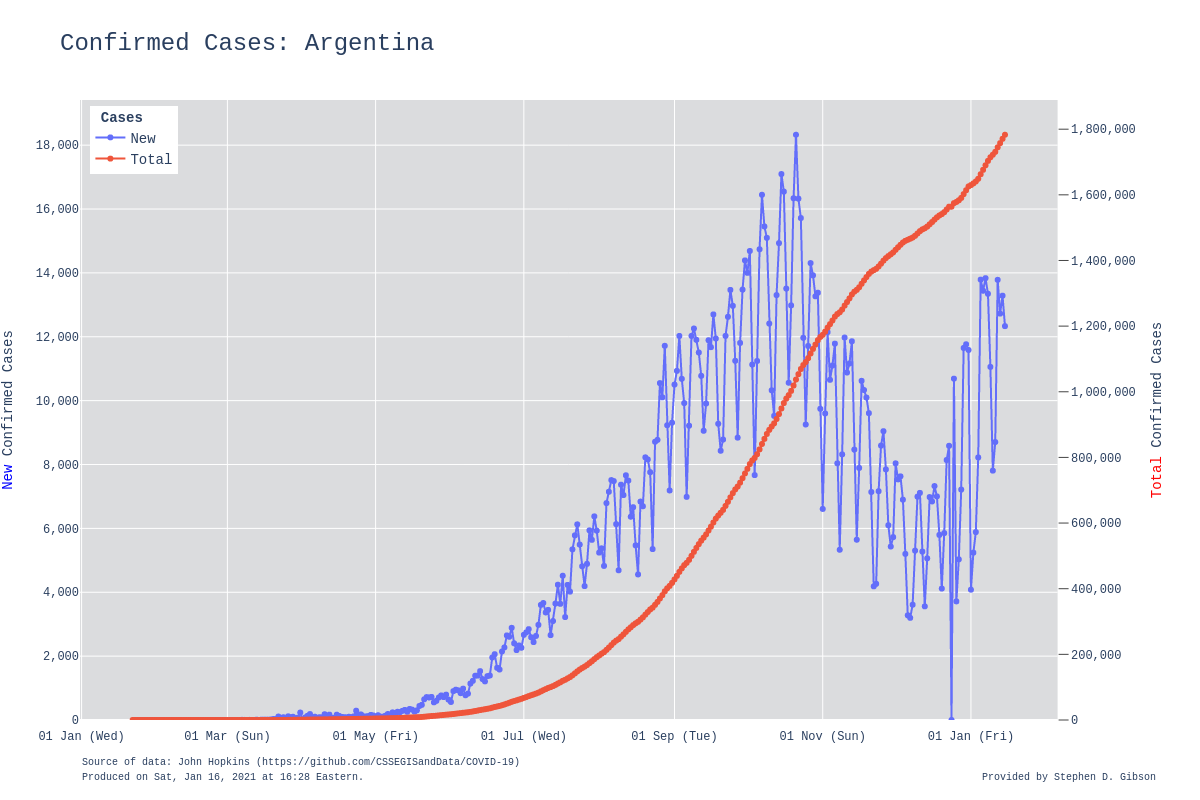 Confirmed Cases: Argentina
Cases
New
Total
18,000
16,000
14,000
12,000
10,000
8,000
6,000
4,000
2,000
0
New Confirmed Cases
1,800,000
1,600,000
1,400,000
1,200,000
1,000,000
800,000
600,000
400,000
200,000
0
Total Confirmed Cases
01 Jan (Wed) 01 Mar (Sun) 01 May (Fri) 01 Jul (Wed) 01 Sep (Tue) 01 Nov (Sun) 01 Jan (Fri)
Source of data: John Hopkins (https://github.com/CSSEGISandData/COVID-19)
Produced on Sat, Jan 16, 2021 at 16:28 Eastern.
Provided by Stephen D. Gibson